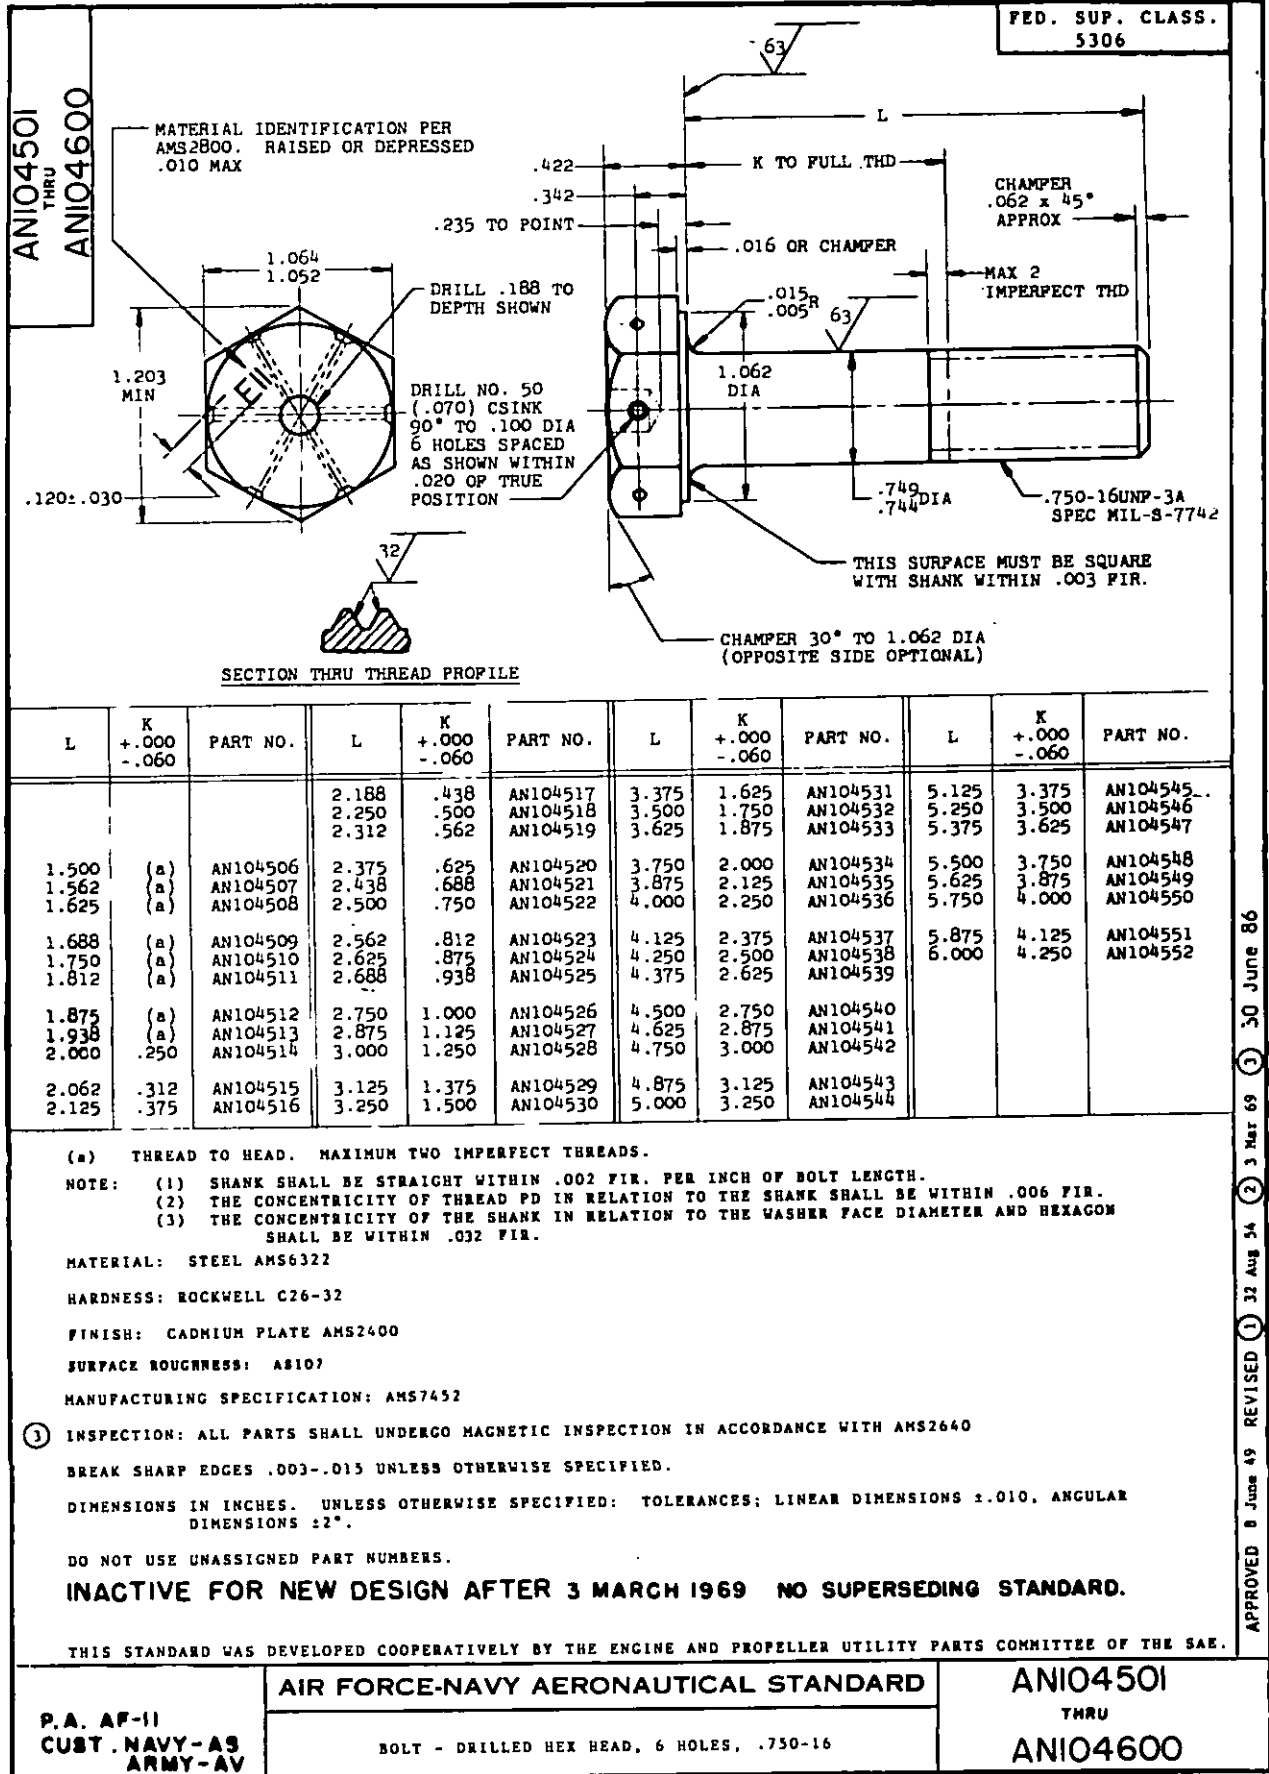 FED. SUP. CLASS.
5306
AN104501
THRU
AN104600
MATERIAL IDENTIFICATION PER
AMS2800. RAISED OR DEPRESSED
.010 MAX
63
L
.422
K TO FULL THD
.342
CHAMFER
.062 x 45°
APPROX
.235 TO POINT
.016 OR CHAMFER
1.064
1.052
DRILL .188 TO
DEPTH SHOWN
MAX 2
IMPERFECT THD
.015
.005 R
63
1.203
MIN
E11
1.062
DIA
DRILL NO. 50
(.070) CSINK
90° TO .100 DIA
6 HOLES SPACED
AS SHOWN WITHIN
.020 OF TRUE
POSITION
.120±.030
.749
.744 DIA
.750-16UNF-3A
SPEC MIL-S-7742
32
THIS SURFACE MUST BE SQUARE
WITH SHANK WITHIN .003 FIR.
CHAMFER 30° TO 1.062 DIA
(OPPOSITE SIDE OPTIONAL)
SECTION THRU THREAD PROFILE
L K +.000 -.060 PART NO. L K +.000 -.060 PART NO. L K +.000 -.060 PART NO. L K +.000 -.060 PART NO.
2.188 .438 AN104517 3.375 1.625 AN104531 5.125 3.375 AN104545
2.250 .500 AN104518 3.500 1.750 AN104532 5.250 3.500 AN104546
2.312 .562 AN104519 3.625 1.875 AN104533 5.375 3.625 AN104547
1.500 (a) AN104506 2.375 .625 AN104520 3.750 2.000 AN104534 5.500 3.750 AN104548
1.562 (a) AN104507 2.438 .688 AN104521 3.875 2.125 AN104535 5.625 3.875 AN104549
1.625 (a) AN104508 2.500 .750 AN104522 4.000 2.250 AN104536 5.750 4.000 AN104550
1.688 (a) AN104509 2.562 .812 AN104523 4.125 2.375 AN104537 5.875 4.125 AN104551
1.750 (a) AN104510 2.625 .875 AN104524 4.250 2.500 AN104538 6.000 4.250 AN104552
1.812 (a) AN104511 2.688 .938 AN104525 4.375 2.625 AN104539
1.875 (a) AN104512 2.750 1.000 AN104526 4.500 2.750 AN104540
1.938 (a) AN104513 2.875 1.125 AN104527 4.625 2.875 AN104541
2.000 .250 AN104514 3.000 1.250 AN104528 4.750 3.000 AN104542
2.062 .312 AN104515 3.125 1.375 AN104529 4.875 3.125 AN104543
2.125 .375 AN104516 3.250 1.500 AN104530 5.000 3.250 AN104544
(a) THREAD TO HEAD. MAXIMUM TWO IMPERFECT THREADS.
NOTE: (1) SHANK SHALL BE STRAIGHT WITHIN .002 FIR. PER INCH OF BOLT LENGTH.
(2) THE CONCENTRICITY OF THREAD PD IN RELATION TO THE SHANK SHALL BE WITHIN .006 FIR.
(3) THE CONCENTRICITY OF THE SHANK IN RELATION TO THE WASHER FACE DIAMETER AND HEXAGON
SHALL BE WITHIN .032 FIR.
MATERIAL: STEEL AMS6322
HARDNESS: ROCKWELL C26-32
FINISH: CADMIUM PLATE AMS2400
SURFACE ROUGHNESS: AS107
MANUFACTURING SPECIFICATION: AMS7452
(3) INSPECTION: ALL PARTS SHALL UNDERGO MAGNETIC INSPECTION IN ACCORDANCE WITH AMS2640
BREAK SHARP EDGES .003-.015 UNLESS OTHERWISE SPECIFIED.
DIMENSIONS IN INCHES. UNLESS OTHERWISE SPECIFIED: TOLERANCES; LINEAR DIMENSIONS ±.010, ANGULAR
DIMENSIONS ±2°.
DO NOT USE UNASSIGNED PART NUMBERS.
INACTIVE FOR NEW DESIGN AFTER 3 MARCH 1969 NO SUPERSEDING STANDARD.
THIS STANDARD WAS DEVELOPED COOPERATIVELY BY THE ENGINE AND PROPELLER UTILITY PARTS COMMITTEE OF THE SAE.
APPROVED 8 June 49 REVISED (1) 32 Aug 54 (2) 3 Mar 69 (3) 30 June 86
P.A. AF-11
CUST. NAVY-AS
ARMY-AV
AIR FORCE-NAVY AERONAUTICAL STANDARD
BOLT - DRILLED HEX HEAD, 6 HOLES, .750-16
AN104501
THRU
AN104600